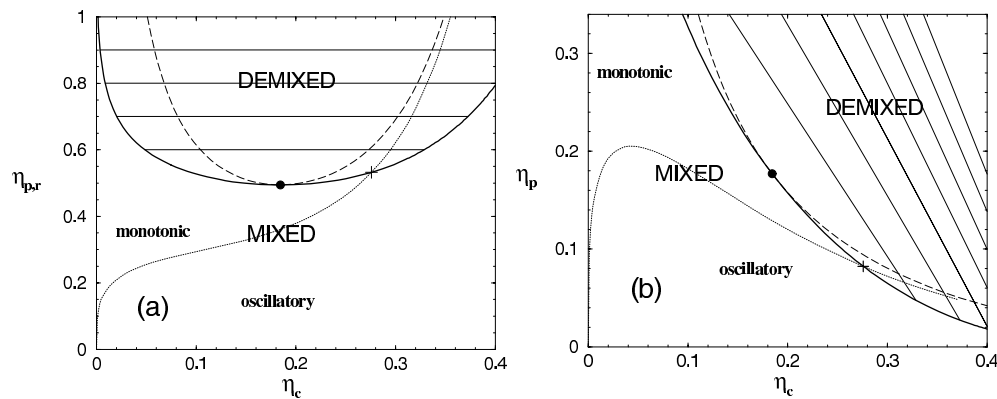 1
0.8
0.6
0.4
0.2
0
η_p,r
DEMIXED
monotonic
MIXED
oscillatory
(a)
0 0.1 0.2 0.3 0.4
η_c
0.3
0.2
0.1
0
η_p
monotonic
DEMIXED
MIXED
oscillatory
(b)
0 0.1 0.2 0.3 0.4
η_c